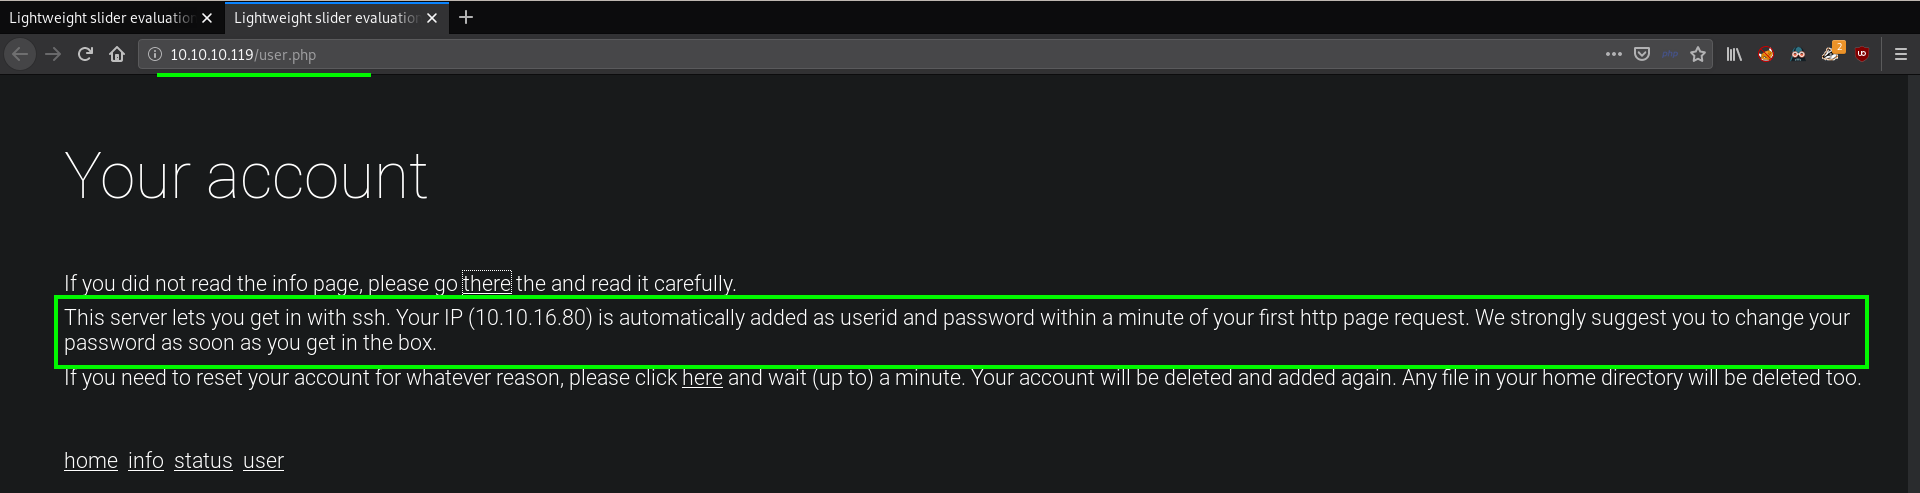 Lightweight slider evaluation
Lightweight slider evaluation
10.10.10.119/user.php
2
Your account
If you did not read the info page, please go there the and read it carefully.
This server lets you get in with ssh. Your IP (10.10.16.80) is automatically added as userid and password within a minute of your first http page request. We strongly suggest you to change your
password as soon as you get in the box.
If you need to reset your account for whatever reason, please click here and wait (up to) a minute. Your account will be deleted and added again. Any file in your home directory will be deleted too.
home info status user